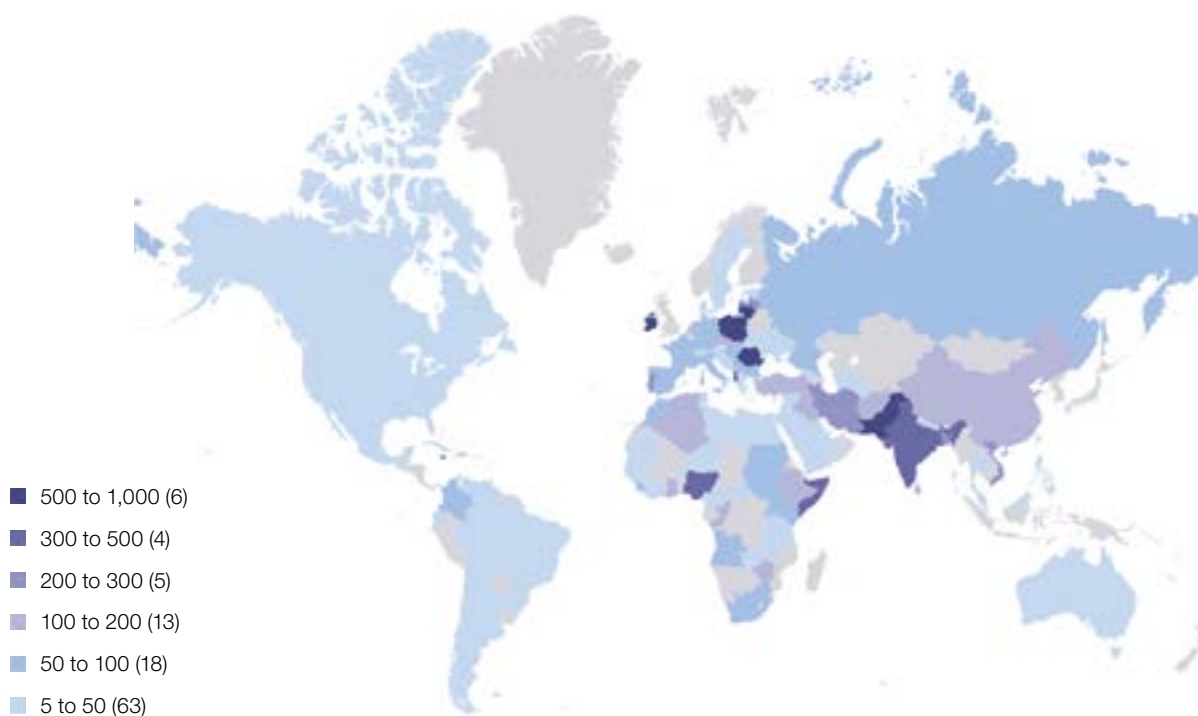 500 to 1,000 (6)
300 to 500 (4)
200 to 300 (5)
100 to 200 (13)
50 to 100 (18)
5 to 50 (63)